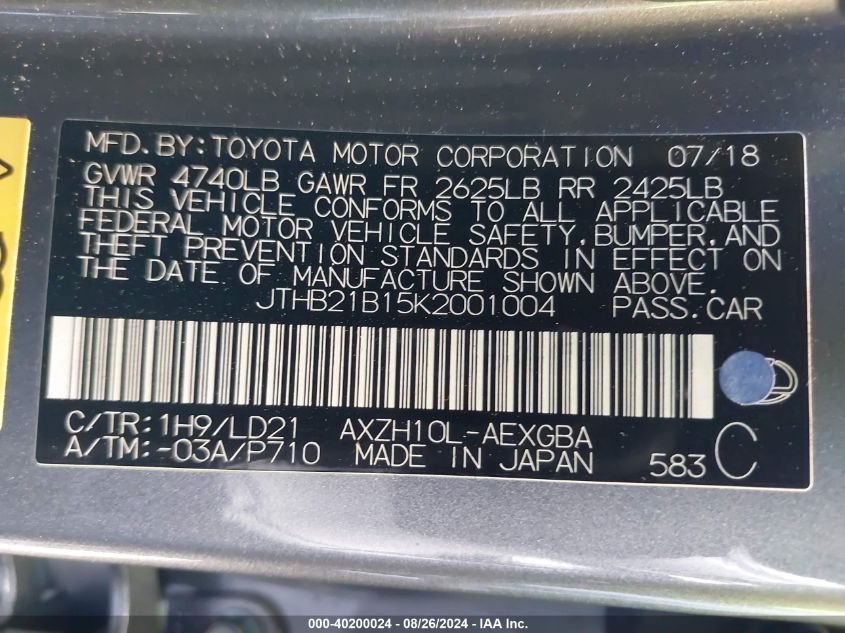 MFD.BY:TOYOTA MOTOR CORPORATION 07/18
GVWR 4740LB GAWR FR 2625LB RR 2425LB
THIS VEHICLE CONFORMS TO ALL APPLICABLE
FEDERAL MOTOR VEHICLE SAFETY,BUMPER,AND
THEFT PREVENTION STANDARDS IN EFFECT ON
THE DATE OF MANUFACTURE SHOWN ABOVE.
JTHB21B15K2001004 PASS.CAR
C/TR:1H9/LD21 AXZH10L-AEXGBA
A/TM:-03A/P710 MADE IN JAPAN 583 C
000-40200024 - 08/26/2024 - IAA Inc.